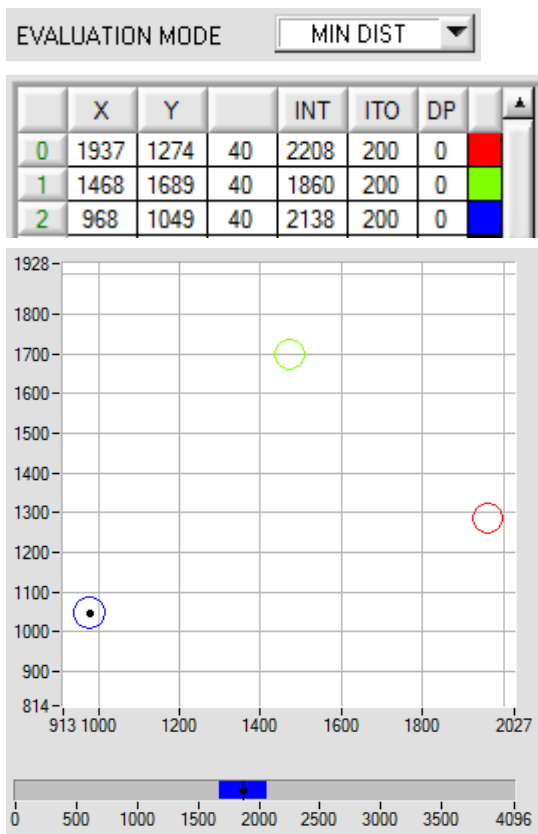 EVALUATION MODE MIN DIST
X Y INT ITO DP
0 1937 1274 40 2208 200 0
1 1468 1689 40 1860 200 0
2 968 1049 40 2138 200 0
1928
1800
1700
1600
1500
1400
1300
1200
1100
1000
900
814
913 1000 1200 1400 1600 1800 2027
0 500 1000 1500 2000 2500 3000 3500 4096